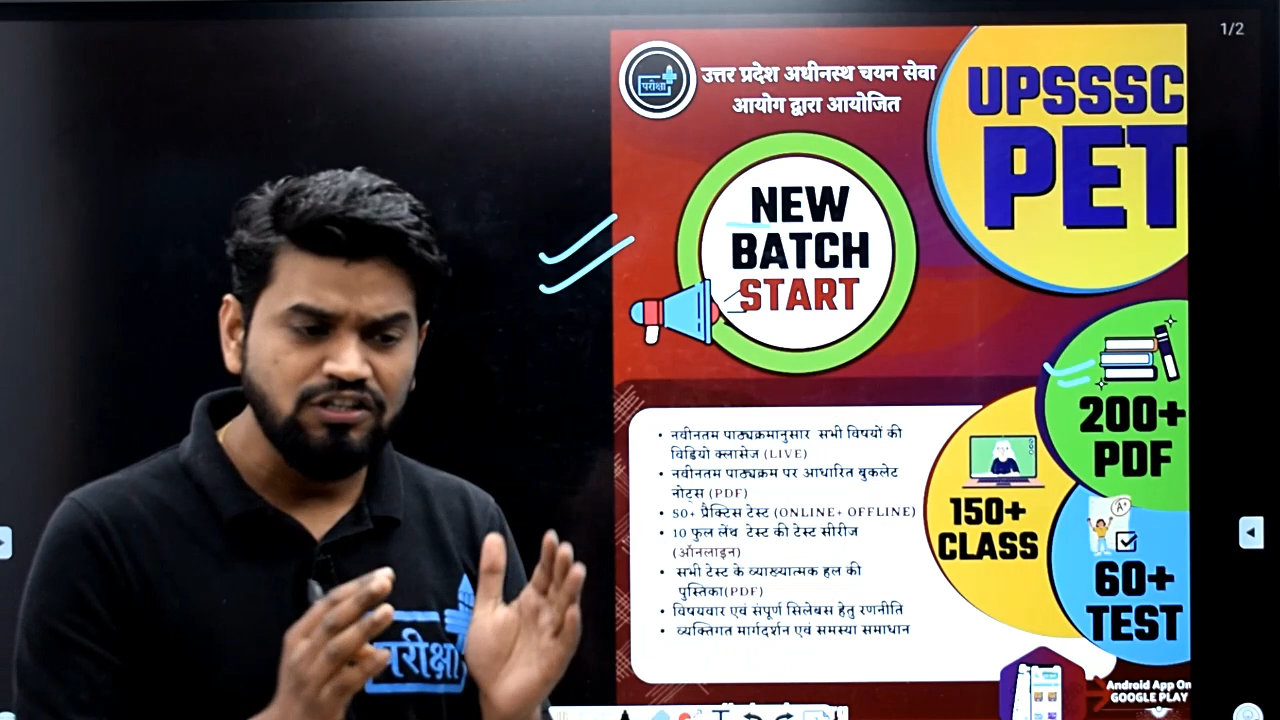 1/2
परीक्षा
उत्तर प्रदेश अधीनस्थ चयन सेवा
आयोग द्वारा आयोजित
UPSSSC
PET
NEW
BATCH
START
200+
PDF
150+
CLASS
A+
60+
TEST
• नवीनतम पाठ्यक्रमानुसार सभी विषयों की
विडियो क्लासेज (LIVE)
• नवीनतम पाठ्यक्रम पर आधारित बुकलेट
नोट्स (PDF)
• 50+ प्रैक्टिस टेस्ट (ONLINE+ OFFLINE)
• 10 फुल लेंथ टेस्ट की टेस्ट सीरीज
(ऑनलाइन)
• सभी टेस्ट के व्याख्यात्मक हल की
पुस्तिका(PDF)
• विषयवार एवं संपूर्ण सिलेबस हेतु रणनीति
• व्यक्तिगत मार्गदर्शन एवं समस्या समाधान
Android App On
GOOGLE PLAY
परीक्षा